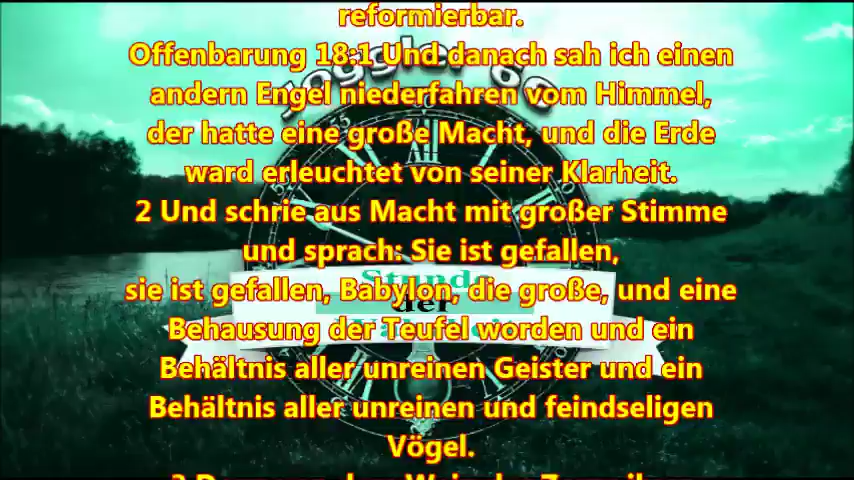 reformierbar.
Offenbarung 18:1 Und danach sah ich einen
andern Engel niederfahren vom Himmel,
der hatte eine große Macht, und die Erde
ward erleuchtet von seiner Klarheit.
2 Und schrie aus Macht mit großer Stimme
und sprach: Sie ist gefallen,
sie ist gefallen, Babylon, die große, und eine
Behausung der Teufel worden und ein
Behältnis aller unreinen Geister und ein
Behältnis aller unreinen und feindseligen
Vögel.
Stunde
der